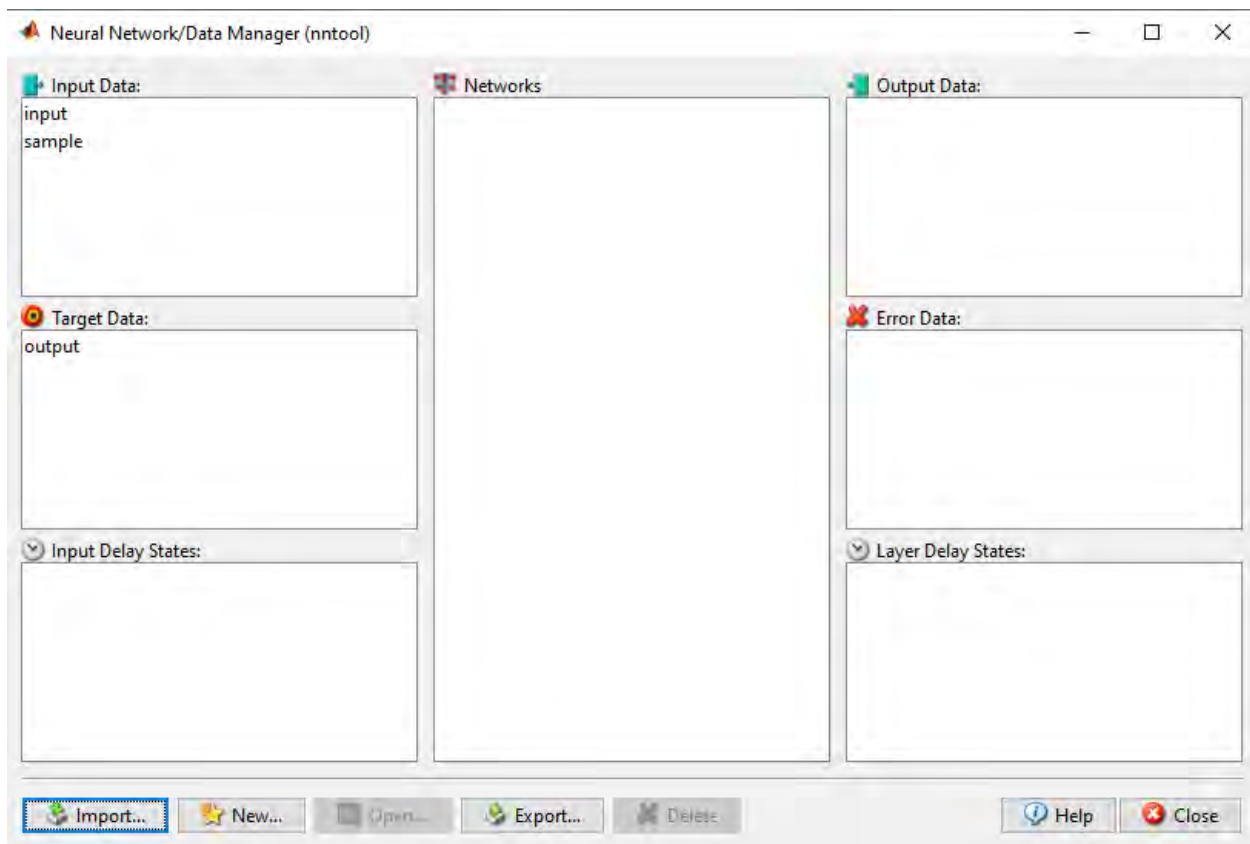 Neural Network/Data Manager (nntool)
Input Data:
input
sample
Networks
Output Data:
Target Data:
output
Error Data:
Input Delay States:
Layer Delay States:
Import...
New...
Open...
Export...
Delete
Help
Close